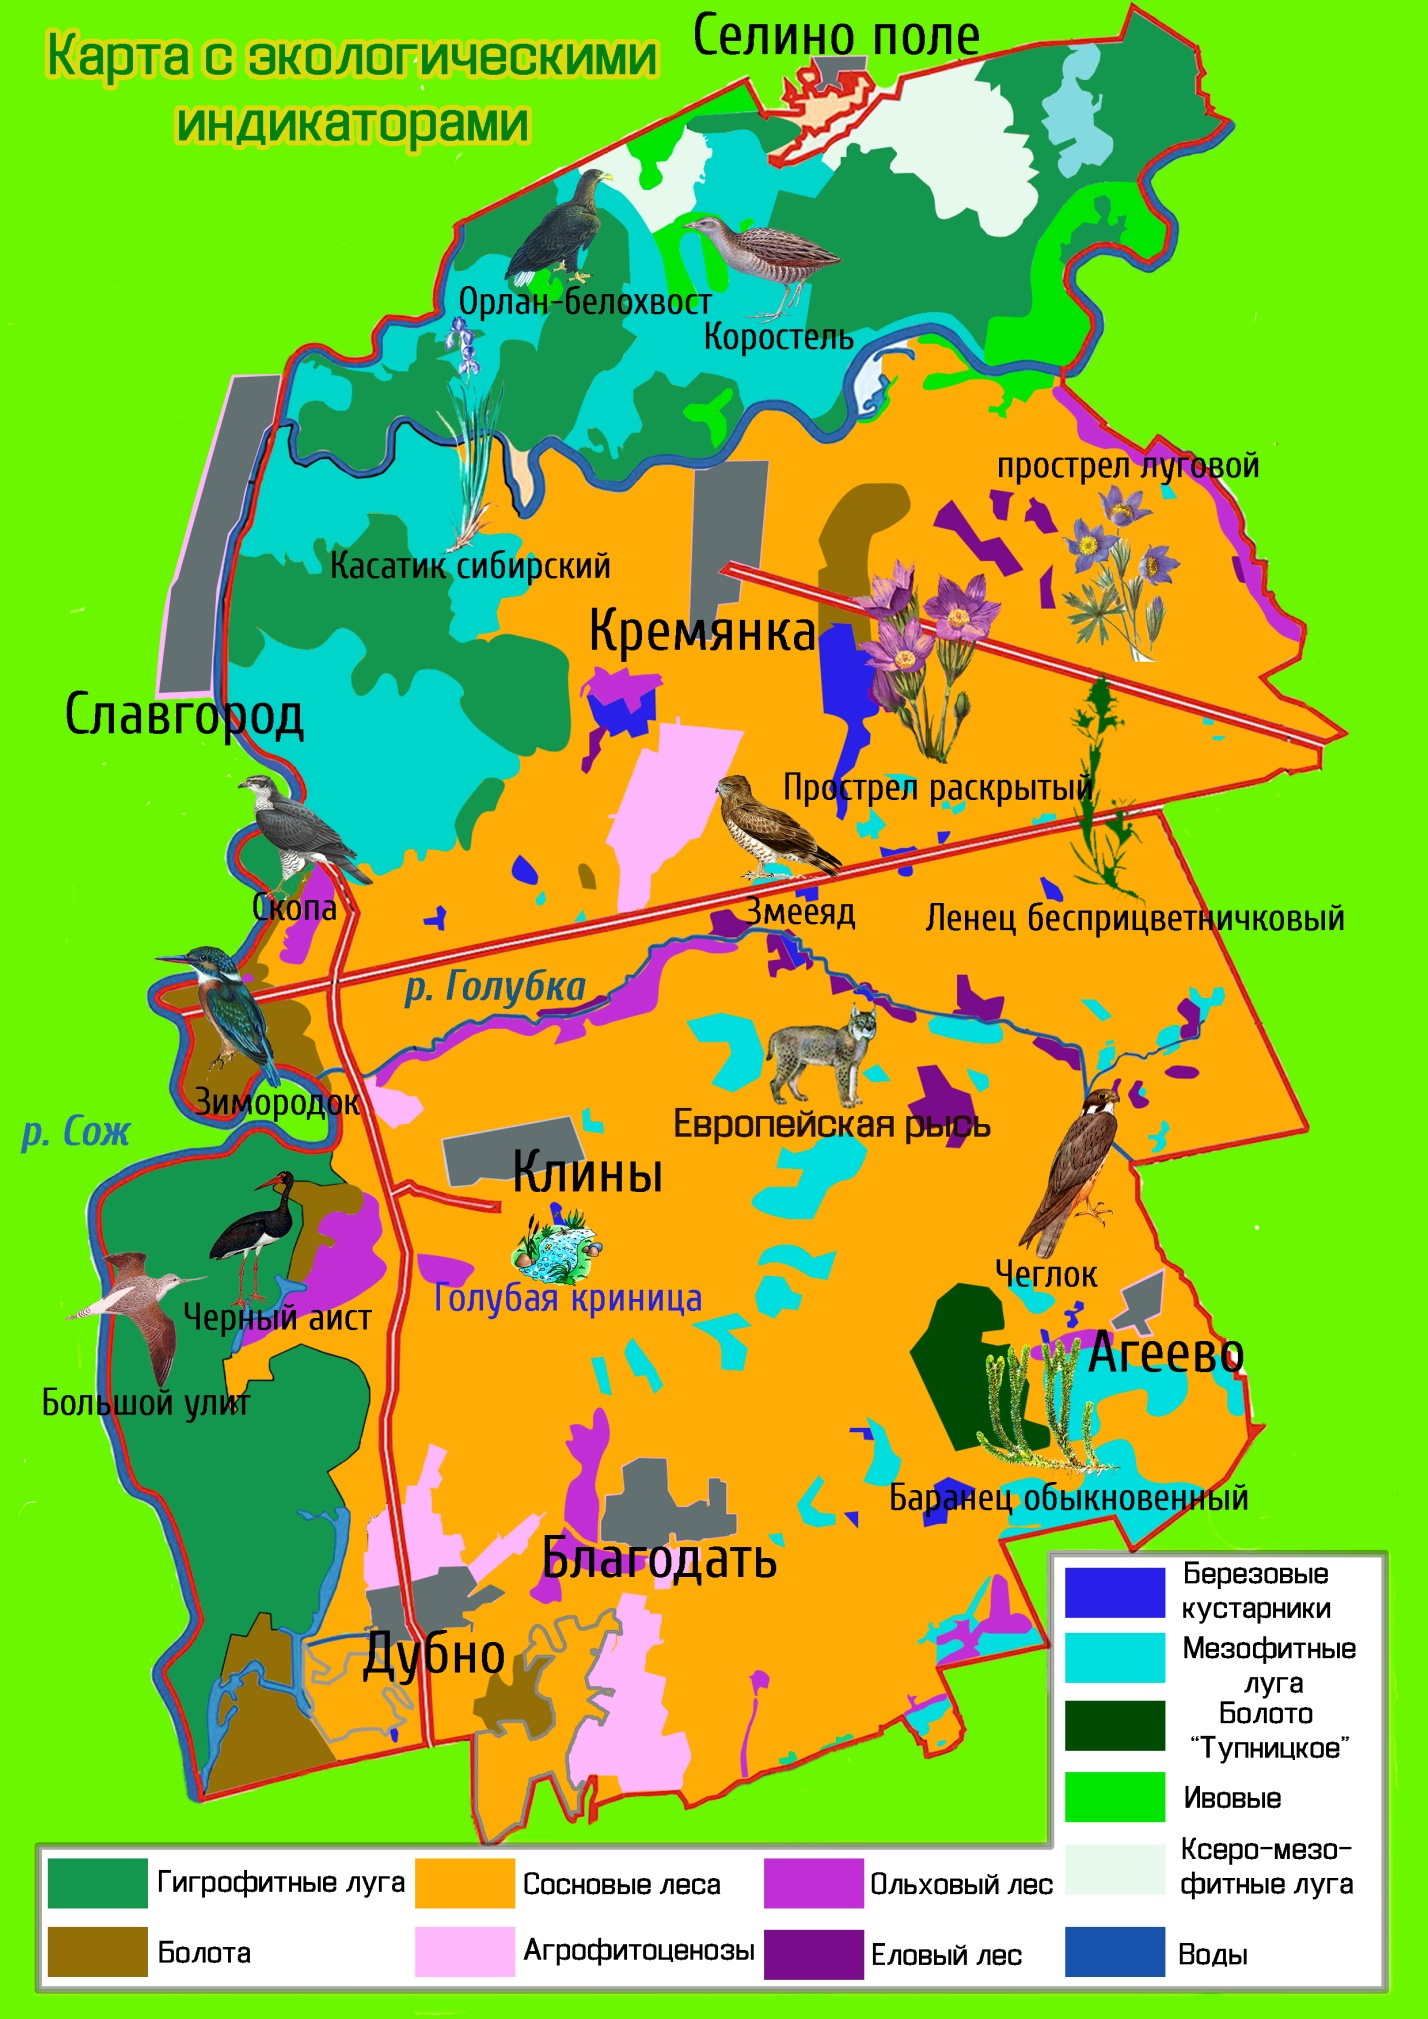 Карта с экологическими
индикаторами
Селино поле
Орлан-белохвост
Коростель
прострел луговой
Касатик сибирский
Кремянка
Славгород
Прострел раскрытый
Скопа
Змееяд
Ленец бесприцветничковый
р. Голубка
Зимородок
р. Сож
Европейская рысь
Клины
Чеглок
Голубая криница
Черный аист
Агеево
Большой улит
Баранец обыкновенный
Благодать
Дубно
Березовые
кустарники
Мезофитные
луга
Болото
“Тупницкое”
Ивовые
Ксеро-мезо-
фитные луга
Воды
Гигрофитные луга
Сосновые леса
Ольховый лес
Болота
Агрофитоценозы
Еловый лес